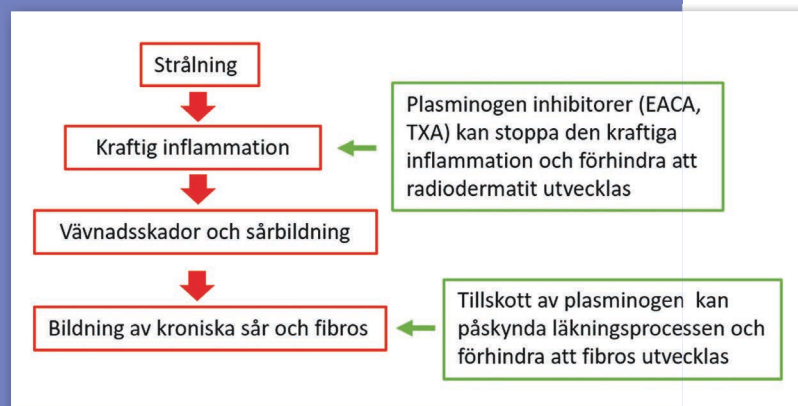 Strålning
Kraftig inflammation
Plasminogen inhibitorer (EACA,
TXA) kan stoppa den kraftiga
inflammation och förhindra att
radiodermatit utvecklas
Vävnadsskador och sårbildning
Bildning av kroniska sår och fibros
Tillskott av plasminogen kan
påskynda läkningsprocessen och
förhindra att fibros utvecklas